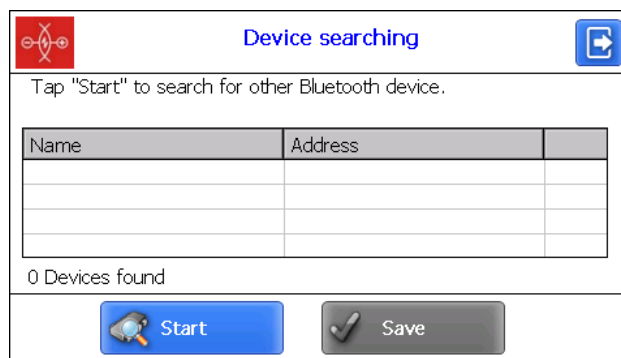 Device searching
Tap "Start" to search for other Bluetooth device.
Name Address
0 Devices found
Start Save